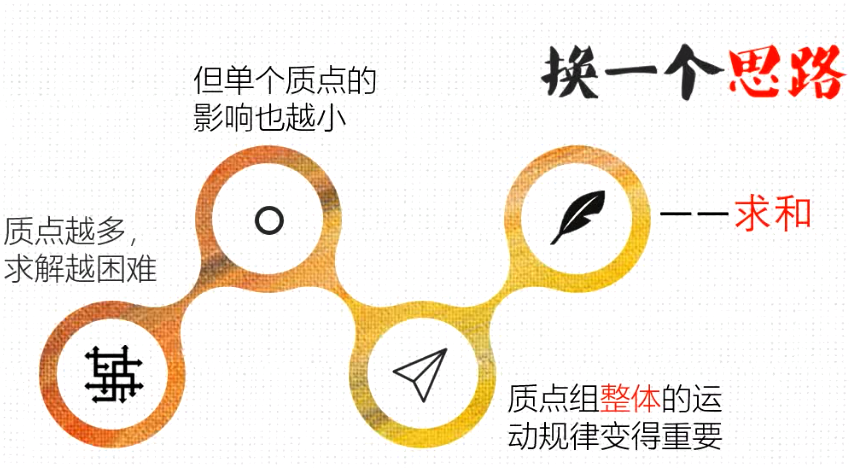 换一个思路
但单个质点的
影响也越小
质点越多，
求解越困难
——求和
质点组整体的运
动规律变得重要